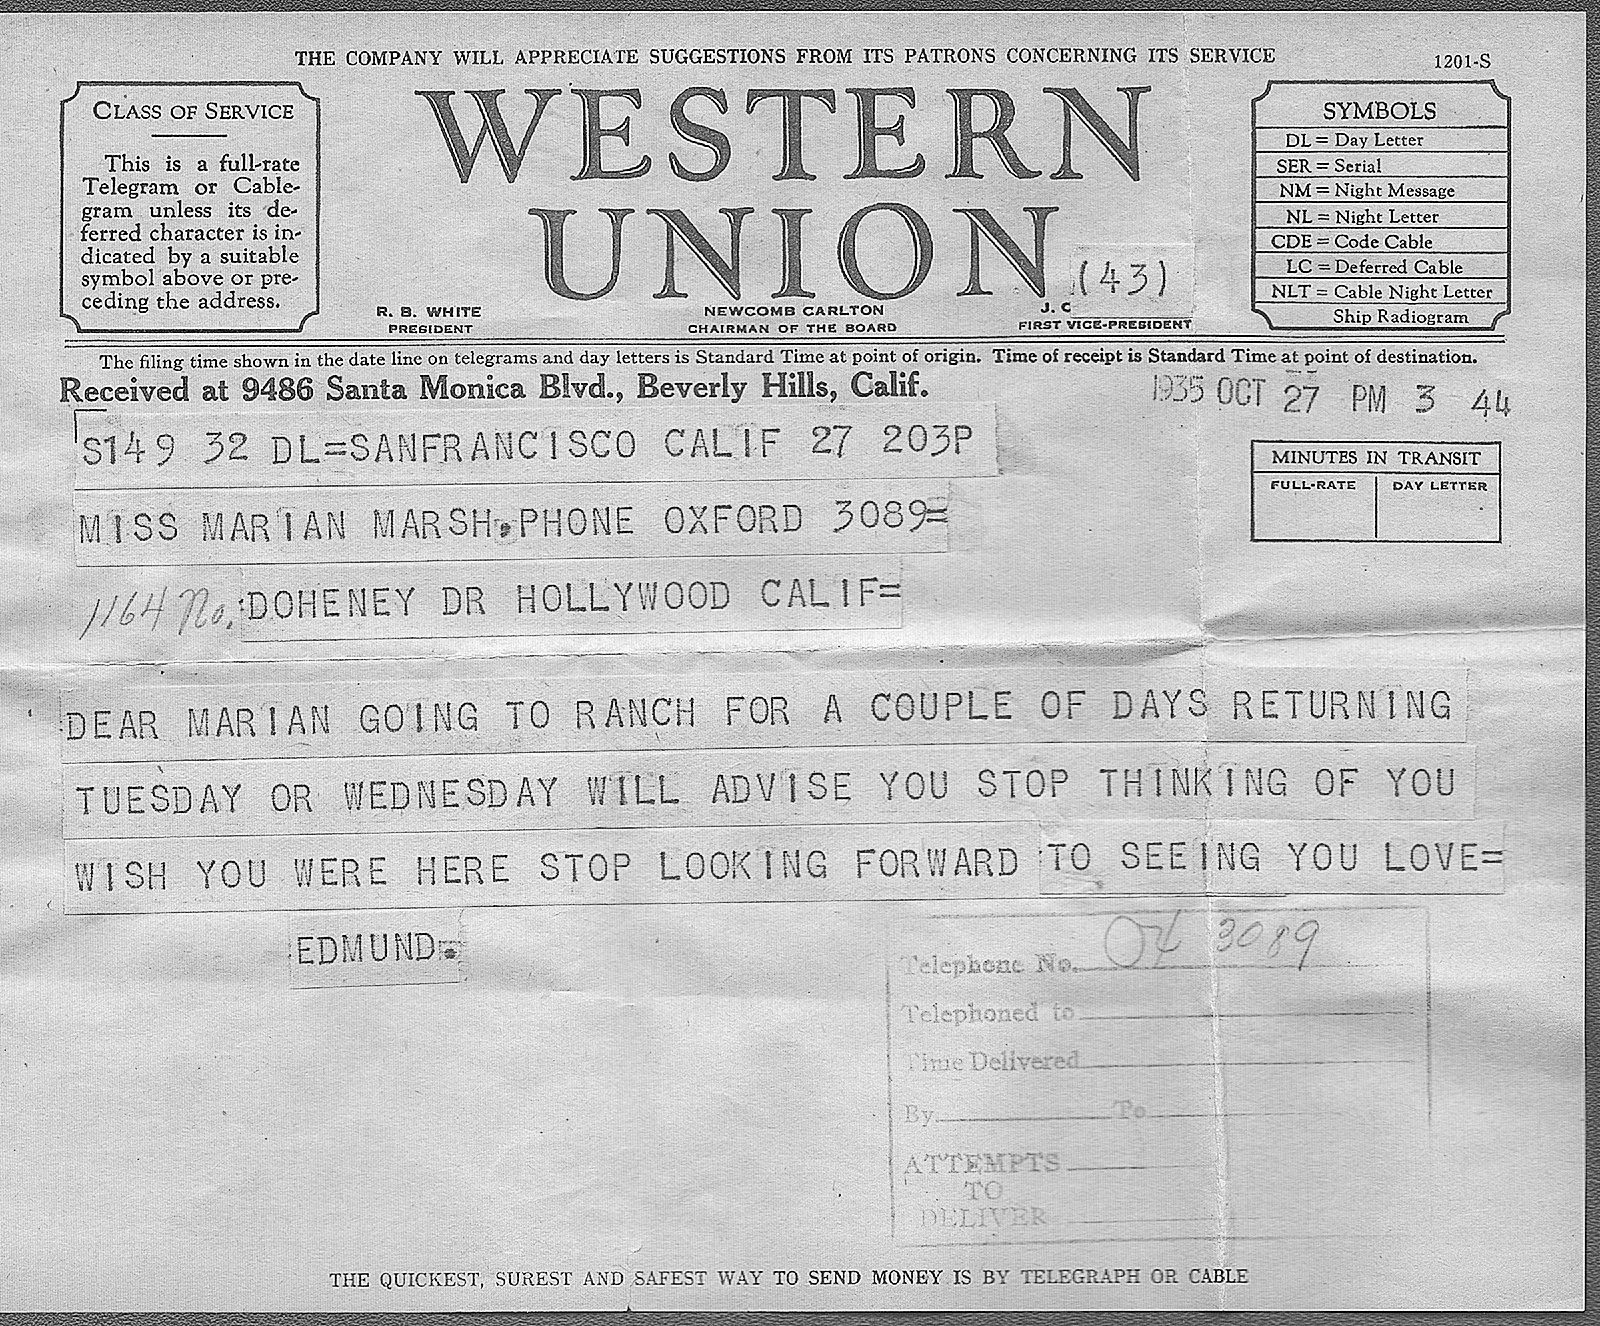 THE COMPANY WILL APPRECIATE SUGGESTIONS FROM ITS PATRONS CONCERNING ITS SERVICE
1201-S
CLASS OF SERVICE
This is a full-rate
Telegram or Cable-
gram unless its de-
ferred character is in-
dicated by a suitable
symbol above or pre-
ceding the address.
WESTERN
UNION
(43)
R. B. WHITE
PRESIDENT
NEWCOMB CARLTON
CHAIRMAN OF THE BOARD
J. C
FIRST VICE-PRESIDENT
SYMBOLS
DL = Day Letter
SER = Serial
NM = Night Message
NL = Night Letter
CDE = Code Cable
LC = Deferred Cable
NLT = Cable Night Letter
Ship Radiogram
The filing time shown in the date line on telegrams and day letters is Standard Time at point of origin. Time of receipt is Standard Time at point of destination.
Received at 9486 Santa Monica Blvd., Beverly Hills, Calif.
1935 OCT 27 PM 3 44
S149 32 DL=SANFRANCISCO CALIF 27 203P
MINUTES IN TRANSIT
FULL-RATE DAY LETTER
MISS MARIAN MARSH, PHONE OXFORD 3089=
1164 No. :DOHENEY DR HOLLYWOOD CALIF=
DEAR MARIAN GOING TO RANCH FOR A COUPLE OF DAYS RETURNING
TUESDAY OR WEDNESDAY WILL ADVISE YOU STOP THINKING OF YOU
WISH YOU WERE HERE STOP LOOKING FORWARD TO SEEING YOU LOVE=
EDMUND.
Telephone No. OX 3089
Telephoned to
Time Delivered
By To
ATTEMPTS
TO
DELIVER
THE QUICKEST, SUREST AND SAFEST WAY TO SEND MONEY IS BY TELEGRAPH OR CABLE